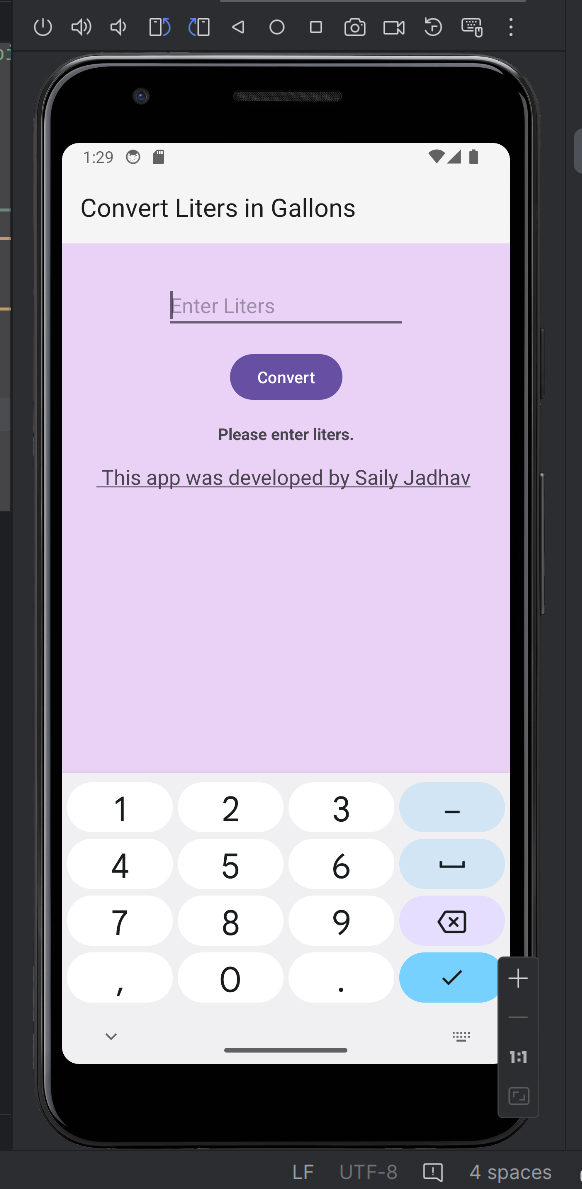 1:29
Convert Liters in Gallons
Enter Liters
Convert
Please enter liters.
This app was developed by Saily Jadhav
1 2 3 –
4 5 6
7 8 9
, 0 .
1:1
LF UTF-8 4 spaces